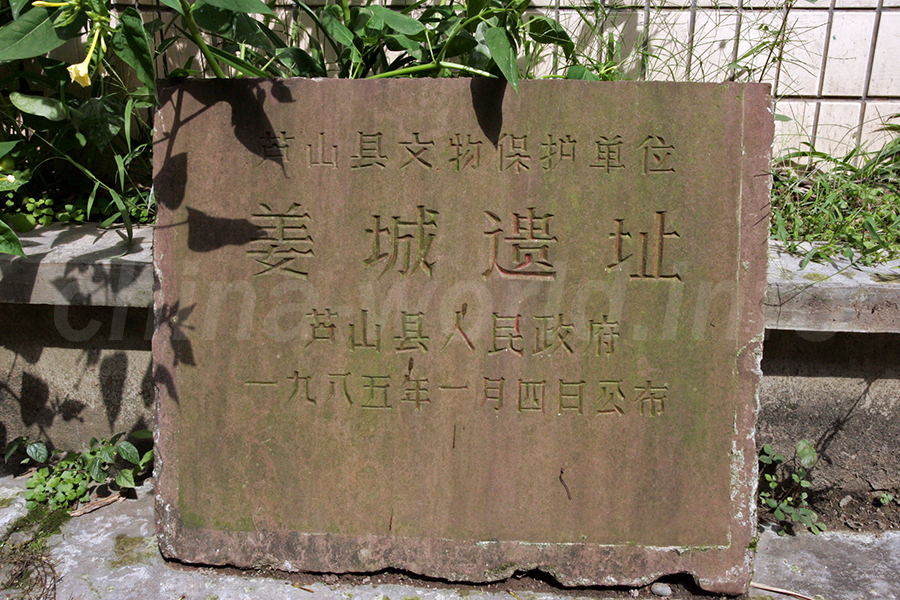 芦山县文物保护单位
姜城遗址
芦山县人民政府
一九八五年一月四日公布